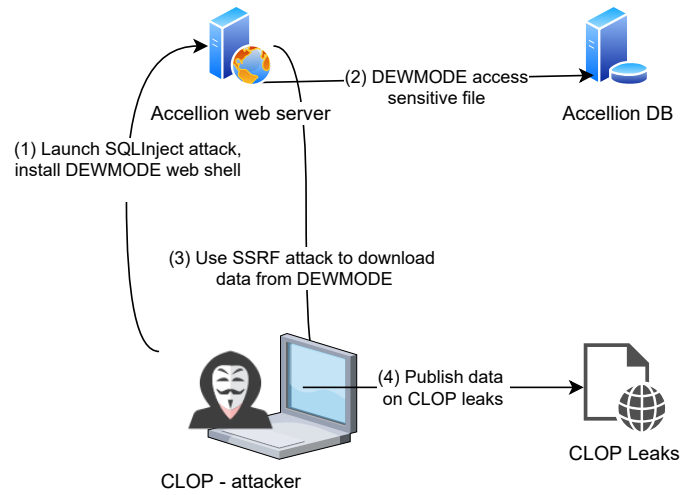 Accellion web server
(2) DEWMODE access
sensitive file
Accellion DB
(1) Launch SQLInject attack,
install DEWMODE web shell
(3) Use SSRF attack to download
data from DEWMODE
(4) Publish data
on CLOP leaks
CLOP Leaks
CLOP - attacker